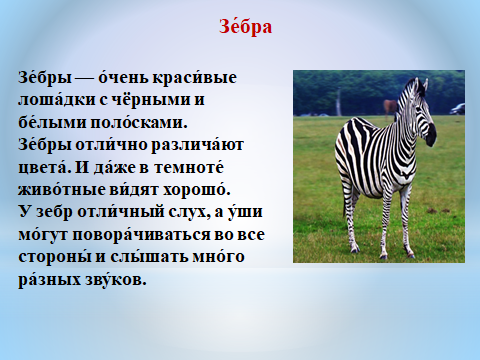 Зе́бра
Зе́бры — о́чень краси́вые
лоша́дки с чёрными и
бе́лыми поло́сками.
Зе́бры отли́чно различа́ют
цвета́. И да́же в темноте́
живо́тные ви́дят хорошо́.
У зебр отли́чный слух, а у́ши
мо́гут повора́чиваться во все
стороны́ и слы́шать мно́го
ра́зных зву́ков.